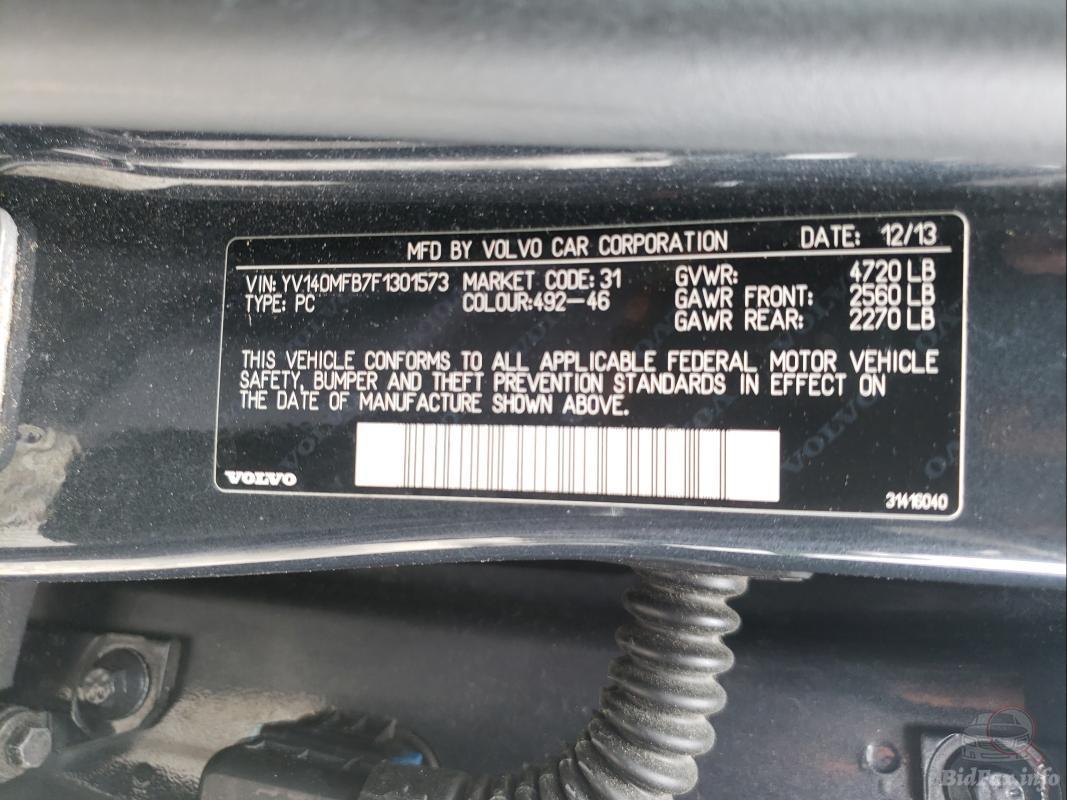 MFD BY VOLVO CAR CORPORATION DATE: 12/13
VIN: YV140MFB7F1301573 MARKET CODE: 31 GVWR: 4720 LB
TYPE: PC COLOUR:492-46 GAWR FRONT: 2560 LB
GAWR REAR: 2270 LB
THIS VEHICLE CONFORMS TO ALL APPLICABLE FEDERAL MOTOR VEHICLE
SAFETY, BUMPER AND THEFT PREVENTION STANDARDS IN EFFECT ON
THE DATE OF MANUFACTURE SHOWN ABOVE.
VOLVO
31416040
BidFax.info